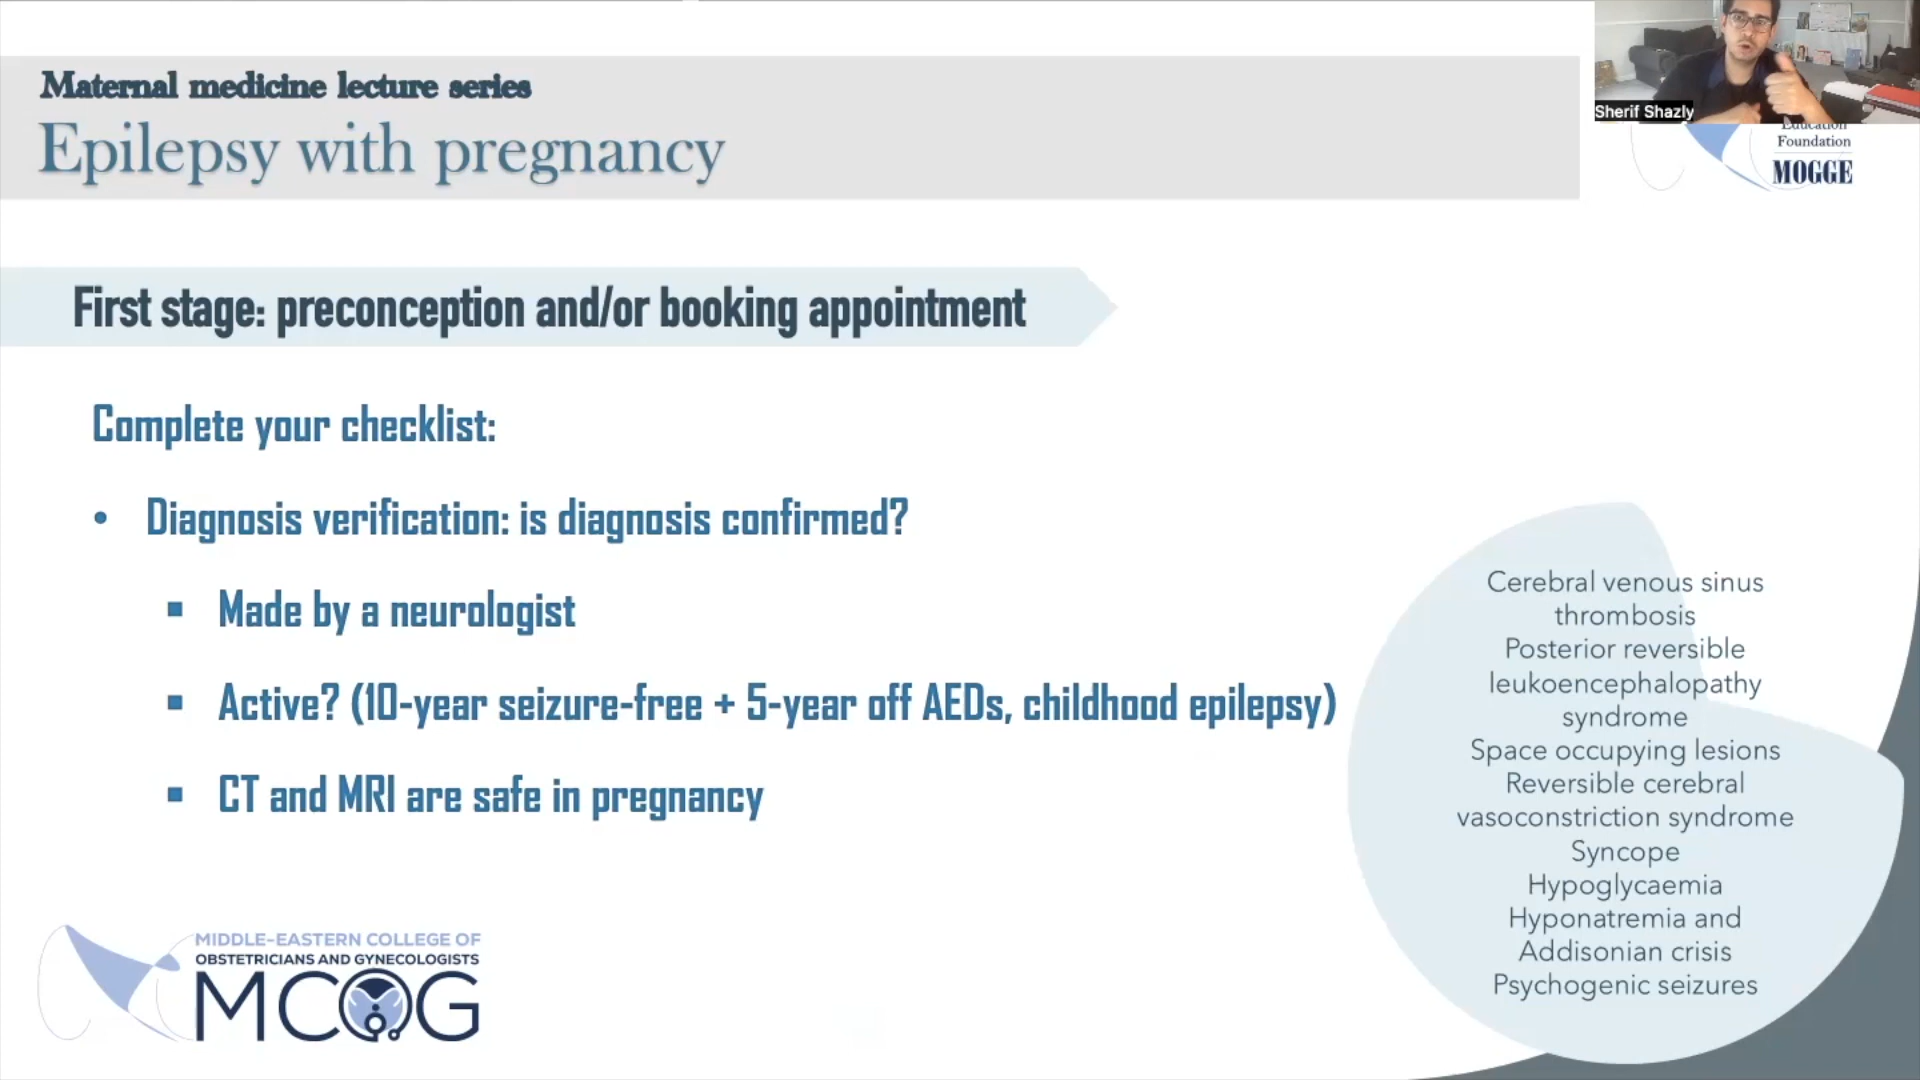 Maternal medicine lecture series
Epilepsy with pregnancy
Sherif Shazly
Education
Foundation
MOGGE
First stage: preconception and/or booking appointment
Complete your checklist:
• Diagnosis verification: is diagnosis confirmed?
▪ Made by a neurologist
▪ Active? (10-year seizure-free + 5-year off AEDs, childhood epilepsy)
▪ CT and MRI are safe in pregnancy
Cerebral venous sinus
thrombosis
Posterior reversible
leukoencephalopathy
syndrome
Space occupying lesions
Reversible cerebral
vasoconstriction syndrome
Syncope
Hypoglycaemia
Hyponatremia and
Addisonian crisis
Psychogenic seizures
MIDDLE-EASTERN COLLEGE OF
OBSTETRICIANS AND GYNECOLOGISTS
MCOG